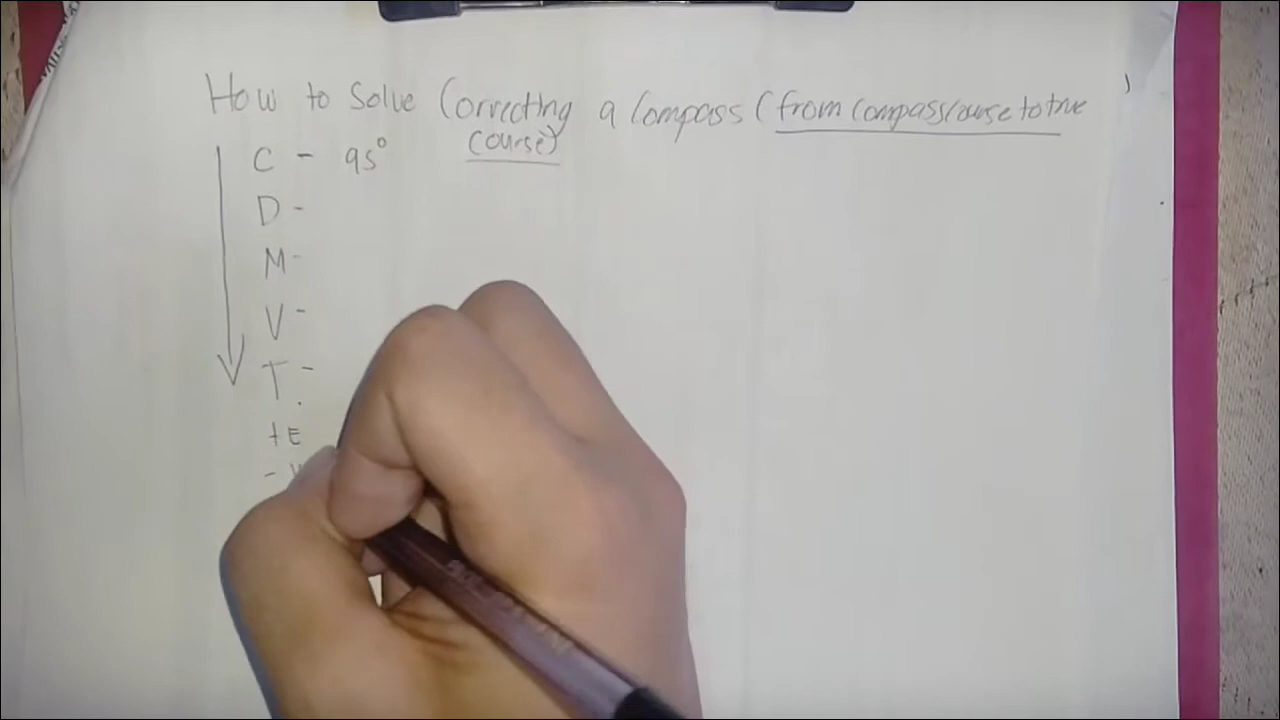 How to Solve Correcting a Compass (from Compass Course to true
Course)
C - 95°
D -
M -
V -
T -
+ E
-